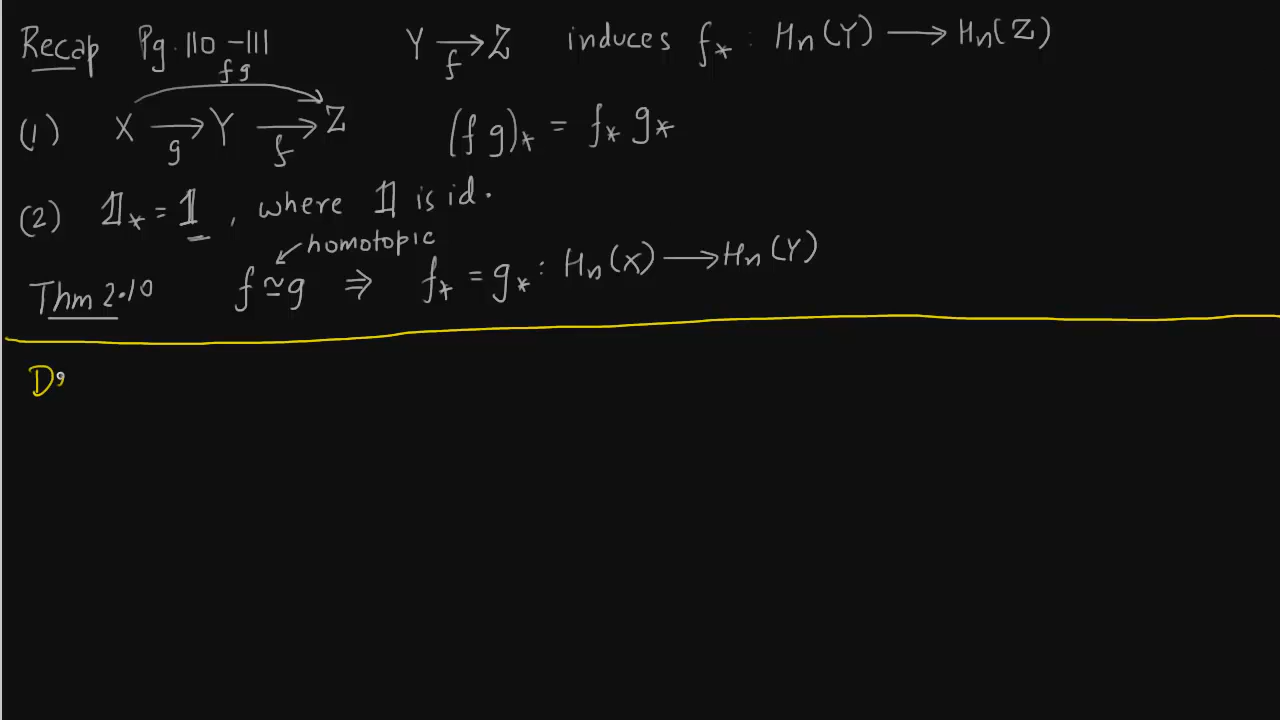 Recap Pg. 110 - 111 Y →f Z induces f* : Hn(Y) ⟶ Hn(Z)
fg
(1) X →g Y →f Z (f g)* = f* g*
(2) 𝟙* = 𝟙 , where 𝟙 is id.
homotopic
Thm 2.10 f ≃ g ⇒ f* = g* : Hn(X) ⟶ Hn(Y)